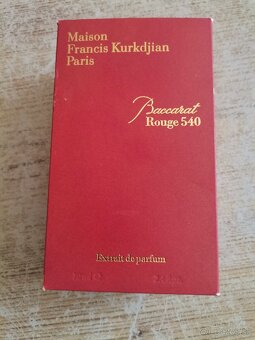 Maison
Francis Kurkdjian
Paris
Baccarat
Rouge 540
Extrait de parfum